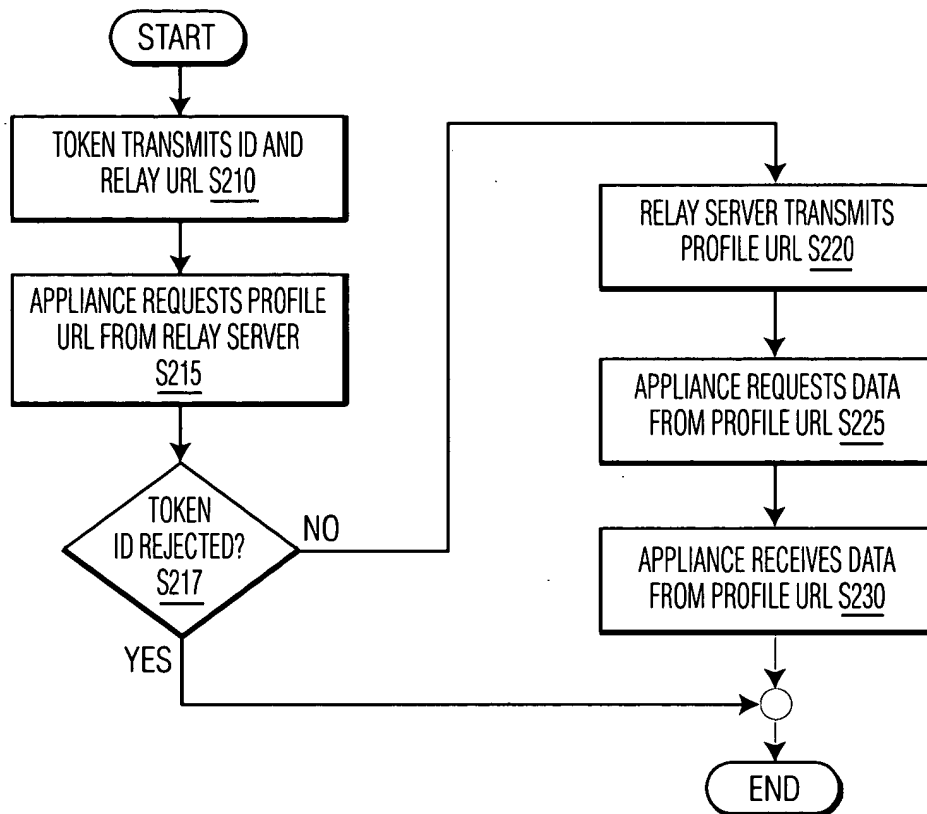 START
TOKEN TRANSMITS ID AND
RELAY URL S210
APPLIANCE REQUESTS PROFILE
URL FROM RELAY SERVER
S215
TOKEN
ID REJECTED?
S217
NO
YES
RELAY SERVER TRANSMITS
PROFILE URL S220
APPLIANCE REQUESTS DATA
FROM PROFILE URL S225
APPLIANCE RECEIVES DATA
FROM PROFILE URL S230
END